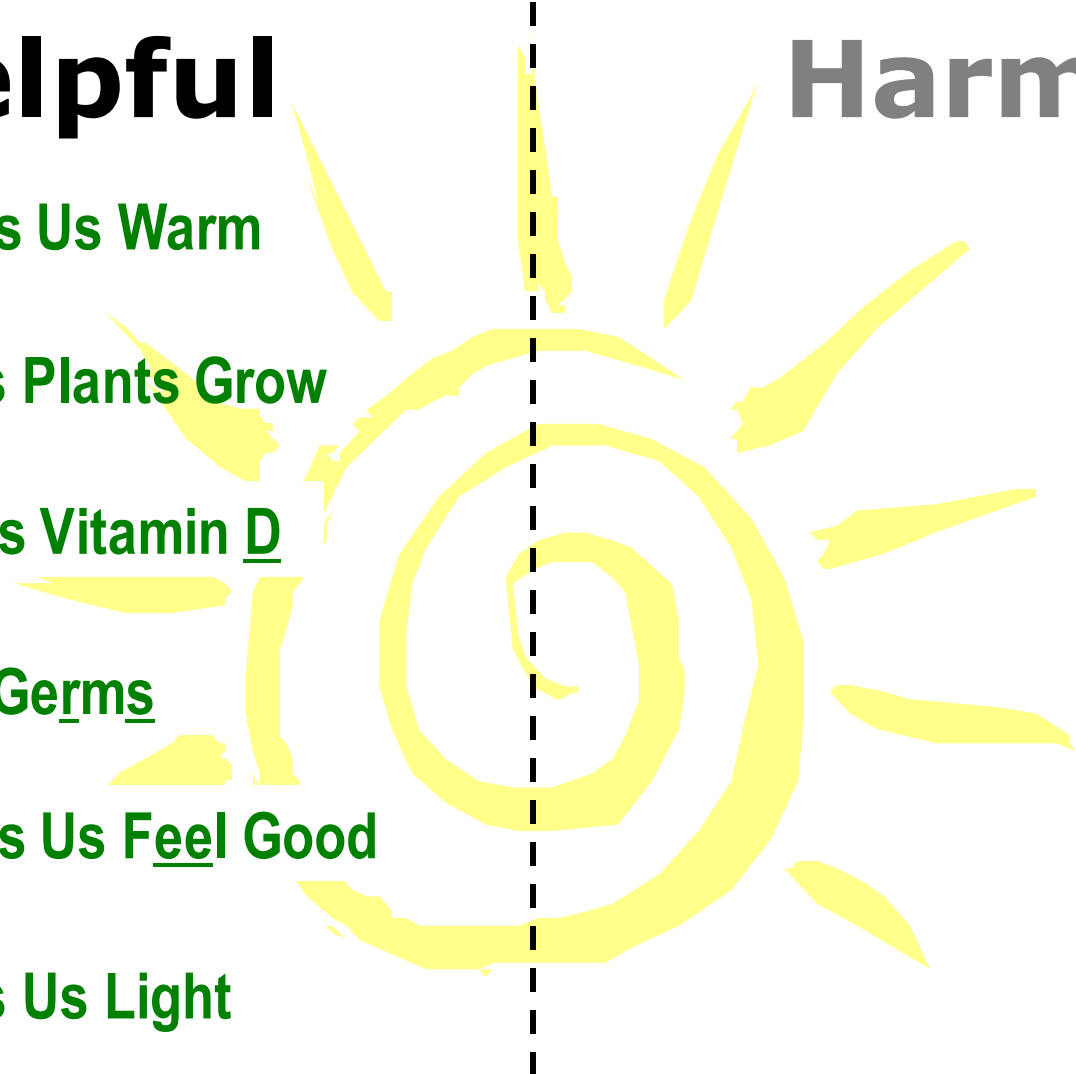 elpful Harm
s Us Warm
s Plants Grow
s Vitamin D
Germs
s Us Feel Good
s Us Light